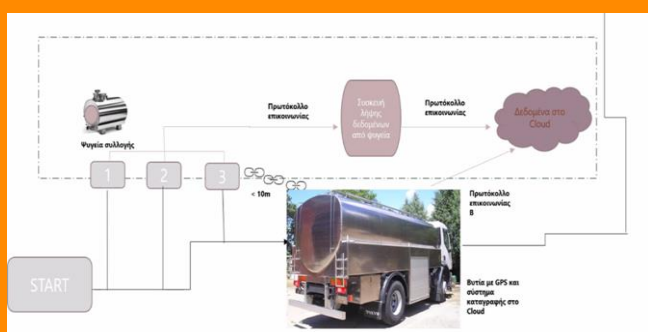 Ψυγεία συλλογής
1
2
3
Πρωτόκολλο
επικοινωνίας
Συσκευή
λήψης
δεδομένων
από ψυγεία
Πρωτόκολλο
επικοινωνίας
Δεδομένα στο
Cloud
< 10m
Πρωτόκολλο
επικοινωνίας
B
START
Βυτία με GPS και
σύστημα
καταγραφής στο
Cloud